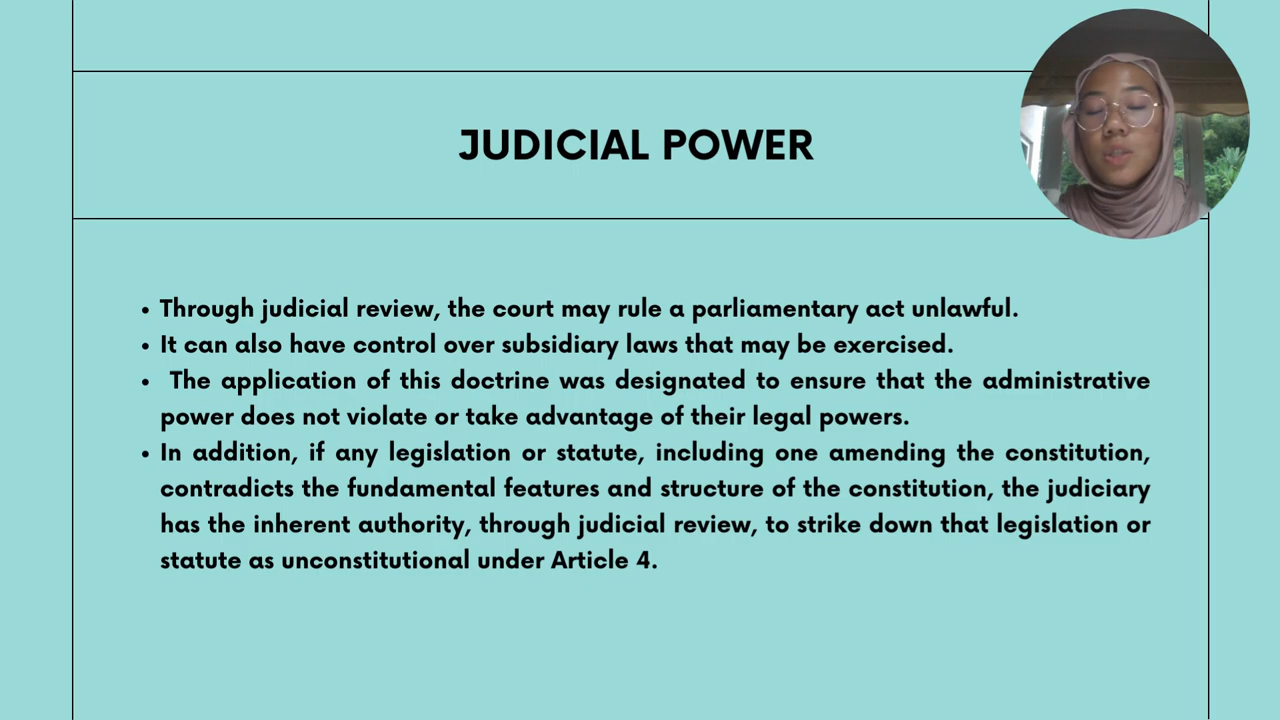 JUDICIAL POWER
• Through judicial review, the court may rule a parliamentary act unlawful.
• It can also have control over subsidiary laws that may be exercised.
• The application of this doctrine was designated to ensure that the administrative
power does not violate or take advantage of their legal powers.
• In addition, if any legislation or statute, including one amending the constitution,
contradicts the fundamental features and structure of the constitution, the judiciary
has the inherent authority, through judicial review, to strike down that legislation or
statute as unconstitutional under Article 4.